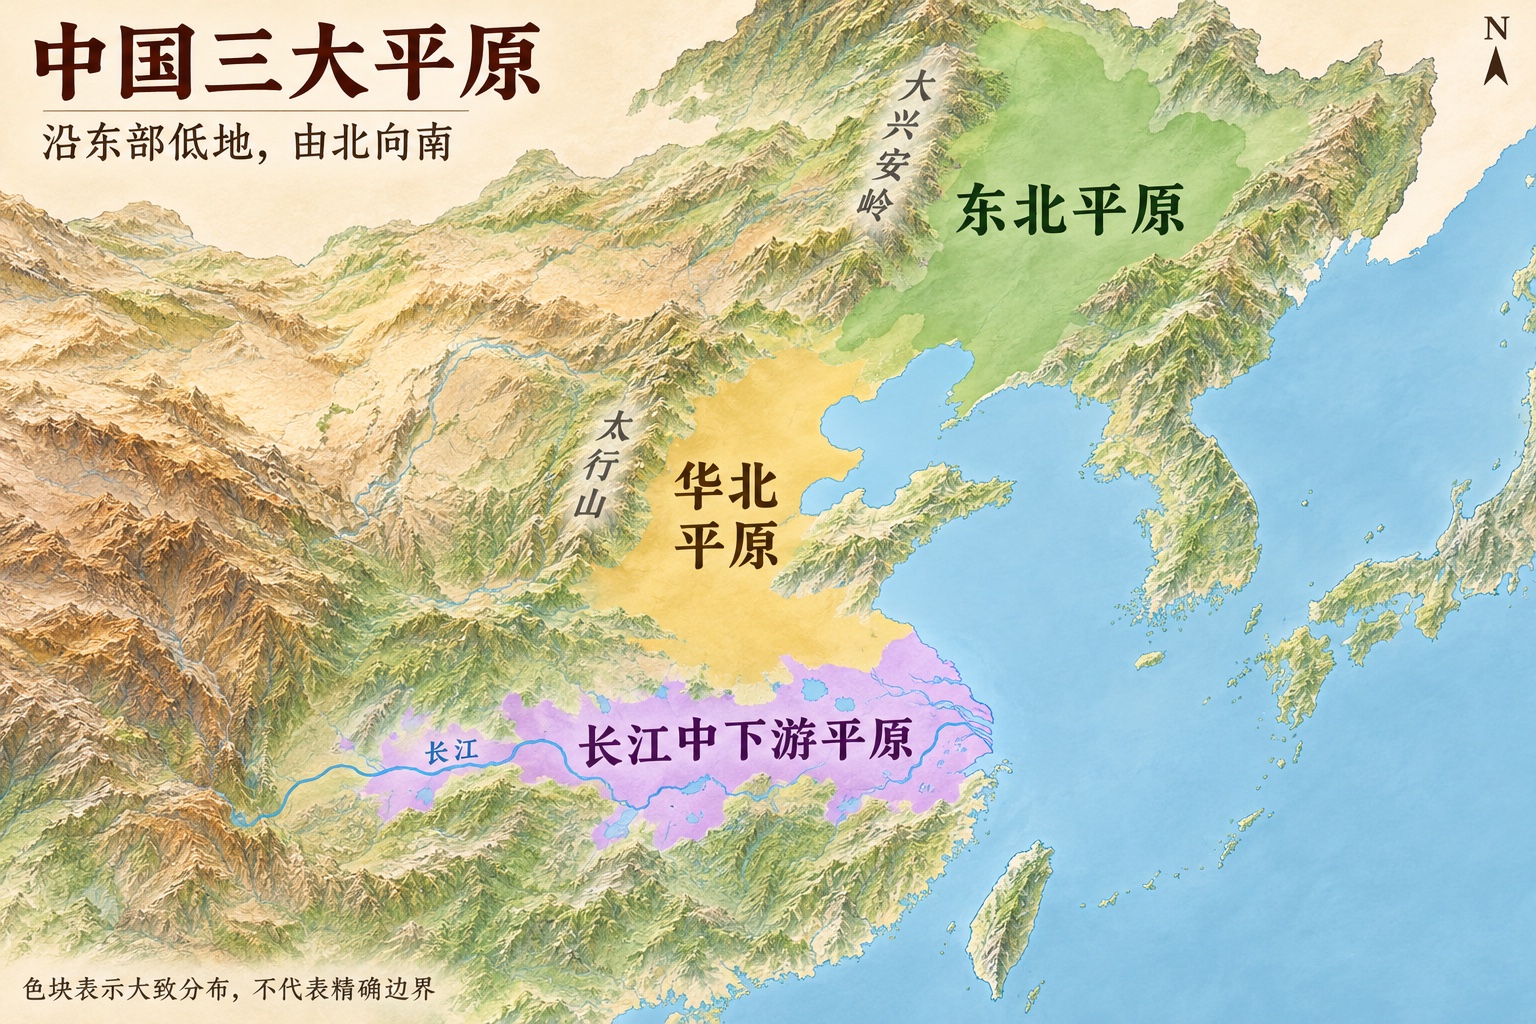 中国三大平原
沿东部低地，由北向南
N
大兴安岭
东北平原
太行山
华北
平原
长江
长江中下游平原
色块表示大致分布，不代表精确边界